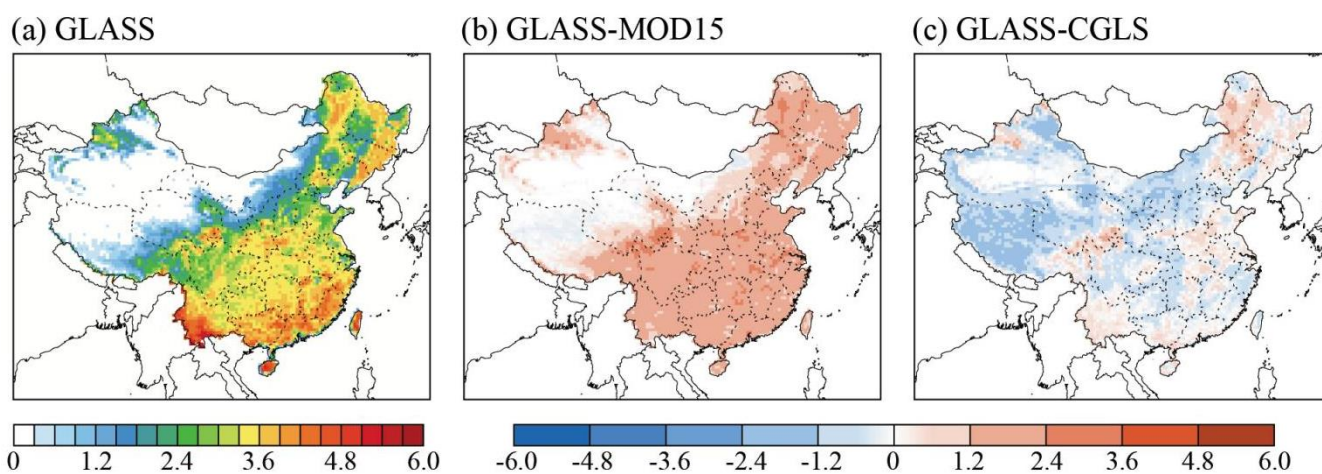 (a) GLASS
(b) GLASS-MOD15
(c) GLASS-CGLS
0 1.2 2.4 3.6 4.8 6.0
-6.0 -4.8 -3.6 -2.4 -1.2 0 1.2 2.4 3.6 4.8 6.0